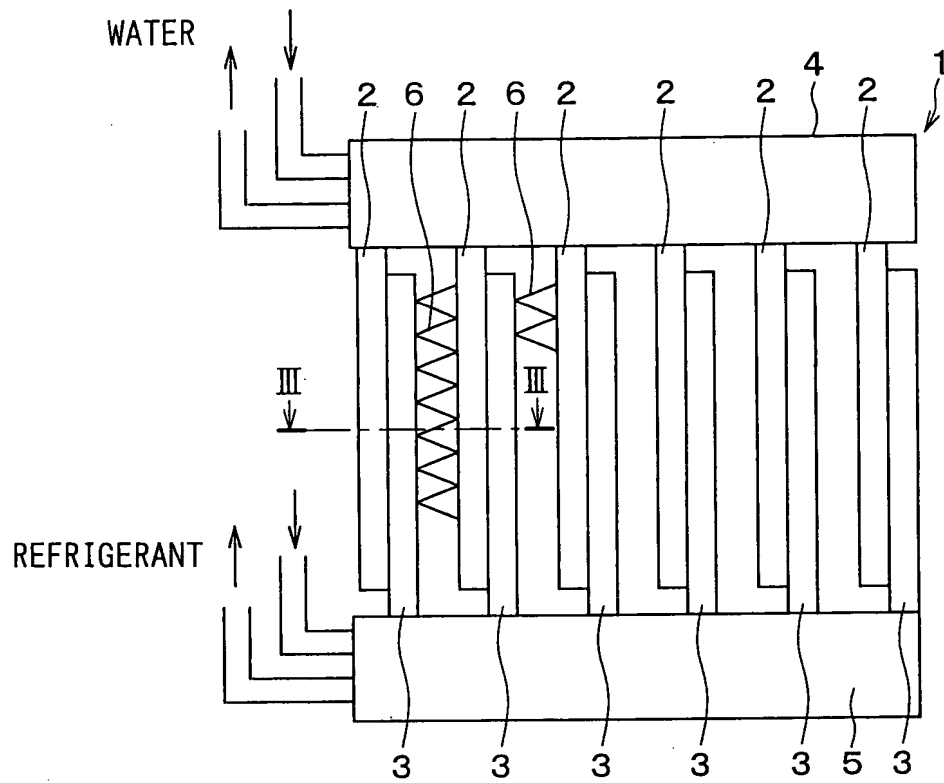 WATER
4
1
2 6 2 6 2 2 2 2
III III
REFRIGERANT
3 3 3 3 3 5 3